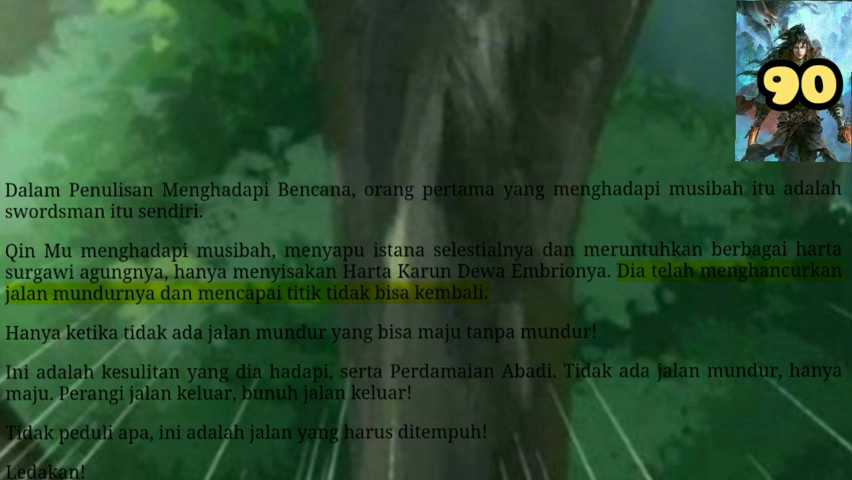 90
Dalam Penulisan Menghadapi Bencana, orang pertama yang menghadapi musibah itu adalah
swordsman itu sendiri.
Qin Mu menghadapi musibah, menyapu istana selestialnya dan meruntuhkan berbagai harta
surgawi agungnya, hanya menyisakan Harta Karun Dewa Embrionya. Dia telah menghancurkan
jalan mundurnya dan mencapai titik tidak bisa kembali.
Hanya ketika tidak ada jalan mundur yang bisa maju tanpa mundur!
Ini adalah kesulitan yang dia hadapi, serta Perdamaian Abadi. Tidak ada jalan mundur, hanya
maju. Perangi jalan keluar, bunuh jalan keluar!
Tidak peduli apa, ini adalah jalan yang harus ditempuh!
Ledakan!